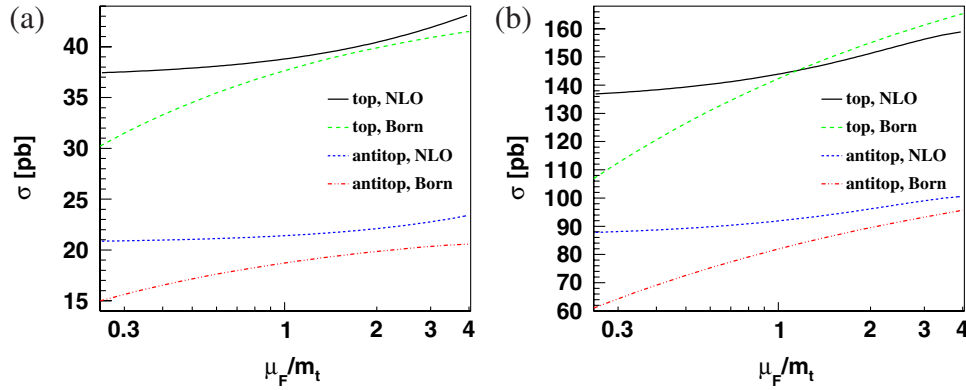 (a)
σ [pb]
40
35
30
25
20
15
top, NLO
top, Born
antitop, NLO
antitop, Born
0.3
1
2
3
4
μF/mt
(b)
σ [pb]
160
150
140
130
120
110
100
90
80
70
60
top, NLO
top, Born
antitop, NLO
antitop, Born
0.3
1
2
3
4
μF/mt